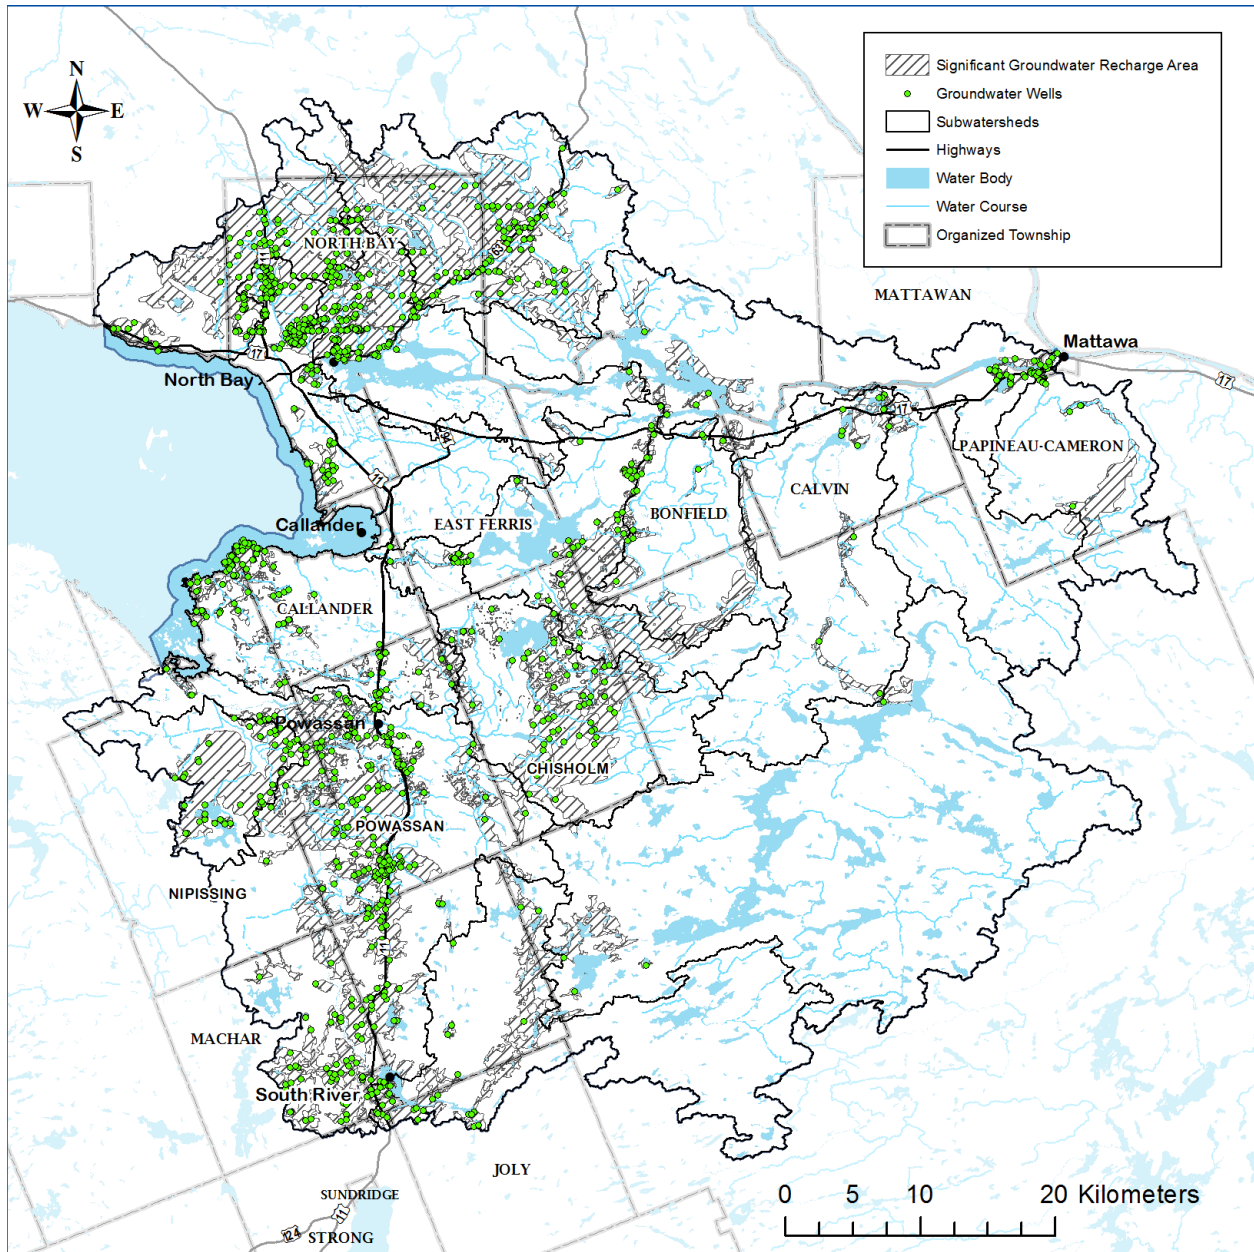 N
W E
S
Significant Groundwater Recharge Area
Groundwater Wells
Subwatersheds
Highways
Water Body
Water Course
Organized Township
NORTH BAY
11
63
MATTAWAN
Mattawa
17
North Bay
17
17
94
11
PAPINEAU-CAMERON
CALVIN
BONFIELD
EAST FERRIS
Callander
CALLANDER
Powassan
CHISHOLM
POWASSAN
NIPISSING
11
MACHAR
South River
JOLY
SUNDRIDGE
11
124
STRONG
0 5 10 20 Kilometers